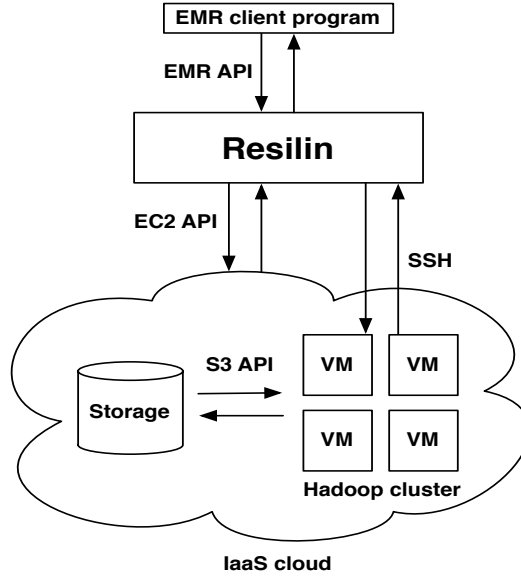 EMR client program
EMR API
Resilin
EC2 API
SSH
S3 API
Storage
VM
VM
VM
VM
Hadoop cluster
IaaS cloud